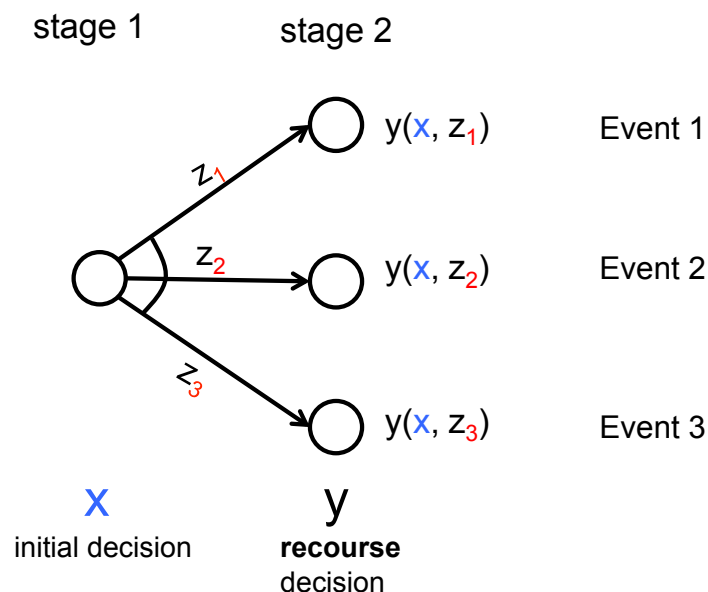 stage 1
stage 2
z1
y(x, z1)
Event 1
z2
y(x, z2)
Event 2
z3
y(x, z3)
Event 3
x
y
initial decision
recourse
decision